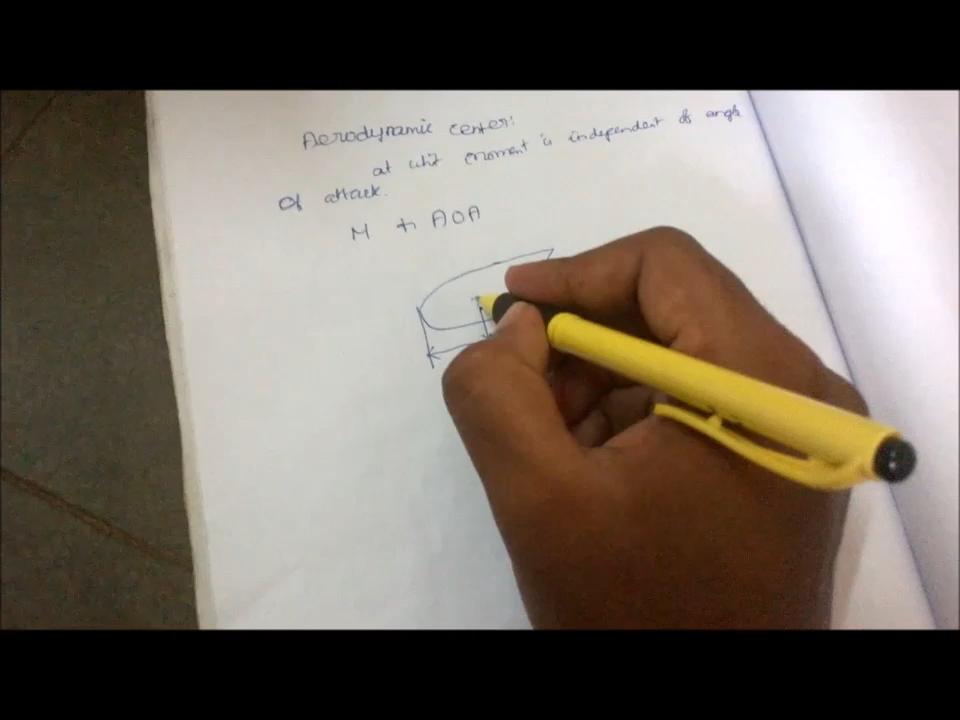 Aerodynamic center:
at which moment is independent of angle
of attack.
M + AOA